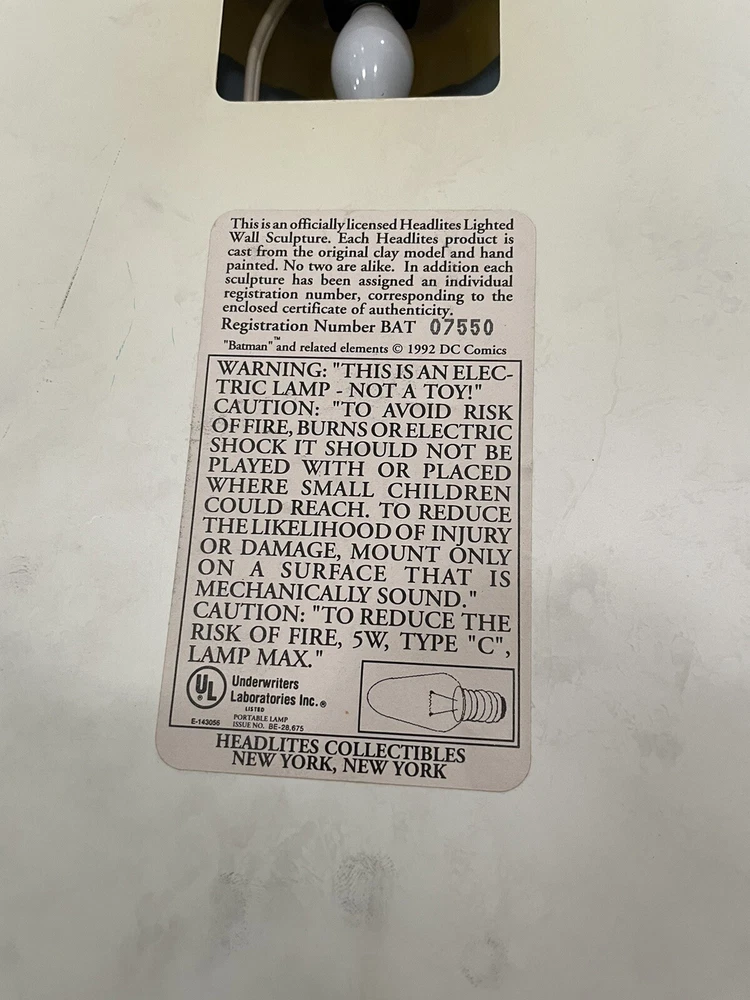 This is an officially licensed Headlites Lighted
Wall Sculpture. Each Headlites product is
cast from the original clay model and hand
painted. No two are alike. In addition each
sculpture has been assigned an individual
registration number, corresponding to the
enclosed certificate of authenticity.
Registration Number BAT 07550
"Batman"™ and related elements © 1992 DC Comics
WARNING: "THIS IS AN ELEC-
TRIC LAMP - NOT A TOY!"
CAUTION: "TO AVOID RISK
OF FIRE, BURNS OR ELECTRIC
SHOCK IT SHOULD NOT BE
PLAYED WITH OR PLACED
WHERE SMALL CHILDREN
COULD REACH. TO REDUCE
THE LIKELIHOOD OF INJURY
OR DAMAGE, MOUNT ONLY
ON A SURFACE THAT IS
MECHANICALLY SOUND."
CAUTION: "TO REDUCE THE
RISK OF FIRE, 5W, TYPE "C",
LAMP MAX."
UL ®
Underwriters
Laboratories Inc.®
LISTED
E-143056
PORTABLE LAMP
ISSUE NO. BE-28,675
HEADLITES COLLECTIBLES
NEW YORK, NEW YORK